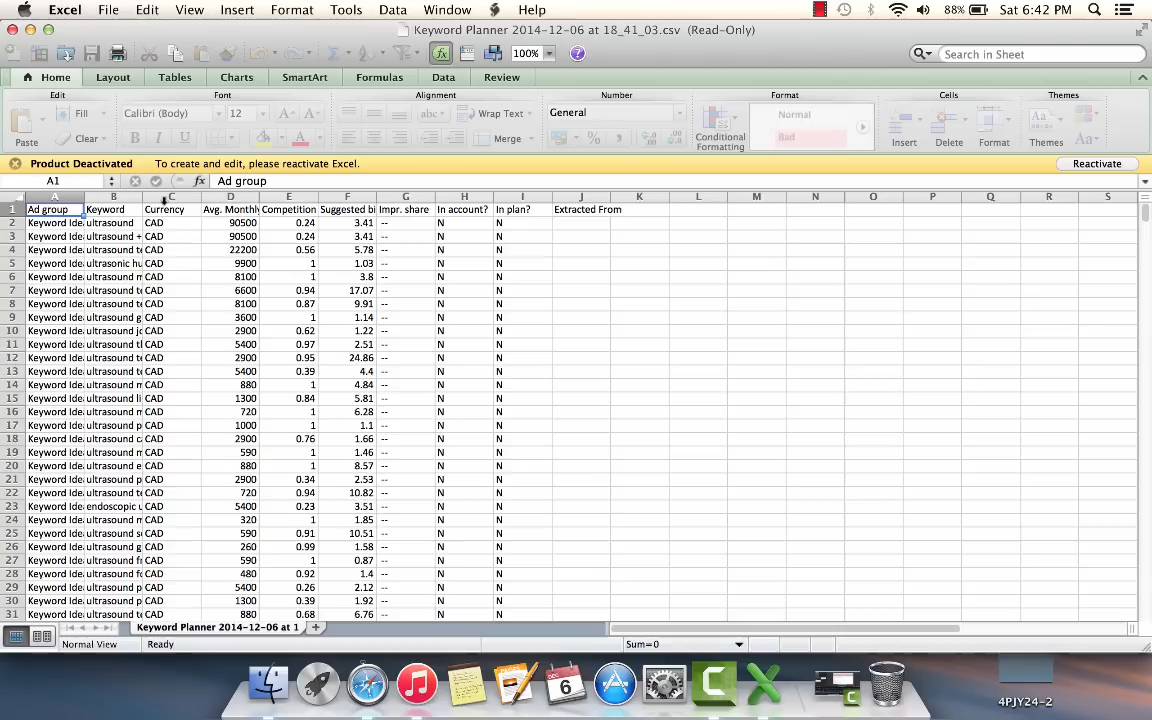 Excel File Edit View Insert Format Tools Data Window Help 88% Sat 6:42 PM
Keyword Planner 2014-12-06 at 18_41_03.csv (Read-Only)
fx 100% Search in Sheet
Home Layout Tables Charts SmartArt Formulas Data Review
Edit Font Alignment Number Format Cells Themes
Fill Calibri (Body) 12 A A abc Wrap Text General Normal
Paste Clear B I U A Merge % Conditional Formatting Bad Insert Delete Format Themes Aa
Product Deactivated To create and edit, please reactivate Excel. Reactivate
A1 fx Ad group
A B C D E F G H I J K L M N O P Q R S
1 Ad group Keyword Currency Avg. Monthly Competition Suggested bi Impr. share In account? In plan? Extracted From
2 Keyword Ide ultrasound CAD 90500 0.24 3.41 -- N N
3 Keyword Ide ultrasound + CAD 90500 0.24 3.41 -- N N
4 Keyword Ide ultrasound te CAD 22200 0.56 5.78 -- N N
5 Keyword Ide ultrasonic hu CAD 9900 1 1.03 -- N N
6 Keyword Ide ultrasound m CAD 8100 1 3.8 -- N N
7 Keyword Ide ultrasound te CAD 6600 0.94 17.07 -- N N
8 Keyword Ide ultrasound te CAD 8100 0.87 9.91 -- N N
9 Keyword Ide ultrasound g CAD 3600 1 1.14 -- N N
10 Keyword Ide ultrasound jo CAD 2900 0.62 1.22 -- N N
11 Keyword Ide ultrasound tl CAD 5400 0.97 2.51 -- N N
12 Keyword Ide ultrasound te CAD 2900 0.95 24.86 -- N N
13 Keyword Ide ultrasound te CAD 5400 0.39 4.4 -- N N
14 Keyword Ide ultrasound m CAD 880 1 4.84 -- N N
15 Keyword Ide ultrasound li CAD 1300 0.84 5.81 -- N N
16 Keyword Ide ultrasound m CAD 720 1 6.28 -- N N
17 Keyword Ide ultrasound p CAD 1000 1 1.1 -- N N
18 Keyword Ide ultrasound ca CAD 2900 0.76 1.66 -- N N
19 Keyword Ide ultrasound m CAD 590 1 1.46 -- N N
20 Keyword Ide ultrasound e CAD 880 1 8.57 -- N N
21 Keyword Ide ultrasound p CAD 2900 0.34 2.53 -- N N
22 Keyword Ide ultrasound te CAD 720 0.94 10.82 -- N N
23 Keyword Ide endoscopic u CAD 5400 0.23 3.51 -- N N
24 Keyword Ide ultrasound m CAD 320 1 1.85 -- N N
25 Keyword Ide ultrasound sc CAD 590 0.91 10.51 -- N N
26 Keyword Ide ultrasound g CAD 260 0.99 1.58 -- N N
27 Keyword Ide ultrasound fr CAD 590 1 0.87 -- N N
28 Keyword Ide ultrasound fo CAD 480 0.92 1.4 -- N N
29 Keyword Ide ultrasound p CAD 5400 0.26 2.12 -- N N
30 Keyword Ide ultrasound p CAD 1300 0.39 1.92 -- N N
31 Keyword Ide ultrasound te CAD 880 0.68 6.76 -- N N
Keyword Planner 2014-12-06 at 1 +
Normal View Ready Sum=0
DEC 6
4PJY24-2